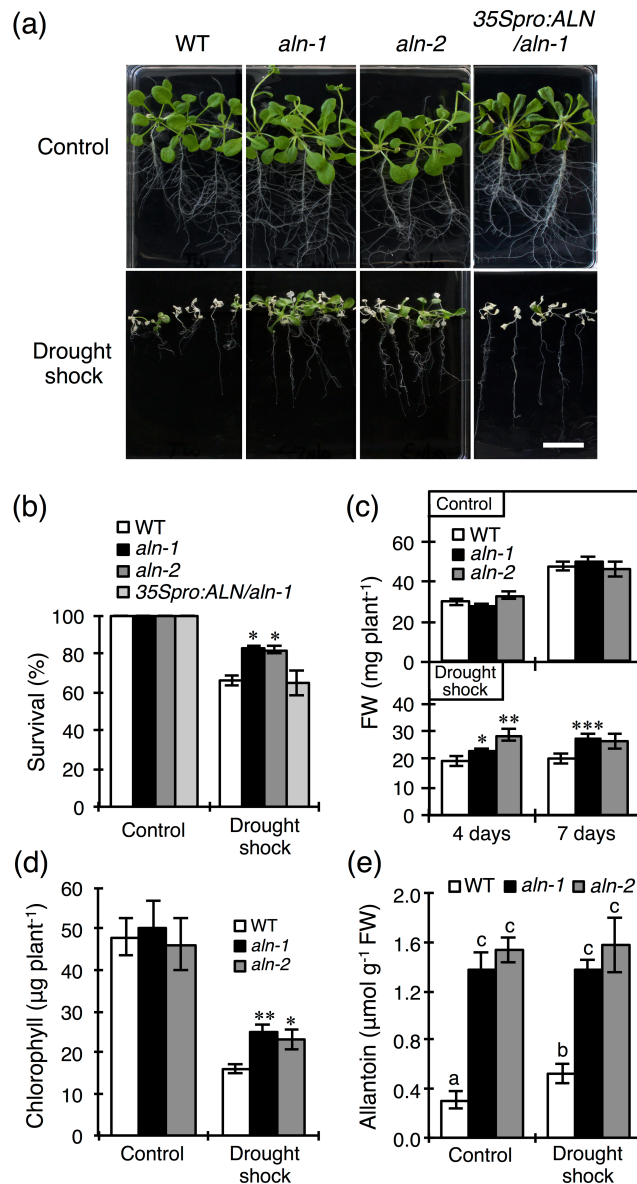 (a)
WT aln-1 aln-2 35Spro:ALN
/aln-1
Control
Drought
shock
(b)
WT
aln-1
aln-2
35Spro:ALN/aln-1
Survival (%)
100
80
60
40
20
0
Control Drought
shock
(c)
Control
WT
aln-1
aln-2
FW (mg plant⁻¹)
60
40
20
0
Drought
shock
40
30
20
10
0
* ** ***
4 days 7 days
(d)
WT
aln-1
aln-2
Chlorophyll (µg plant⁻¹)
60
50
40
30
20
10
0
** *
Control Drought
shock
(e)
WT aln-1 aln-2
Allantoin (µmol g⁻¹ FW)
2.0
1.6
1.2
0.4
0.0
a c c b c c
Control Drought
shock